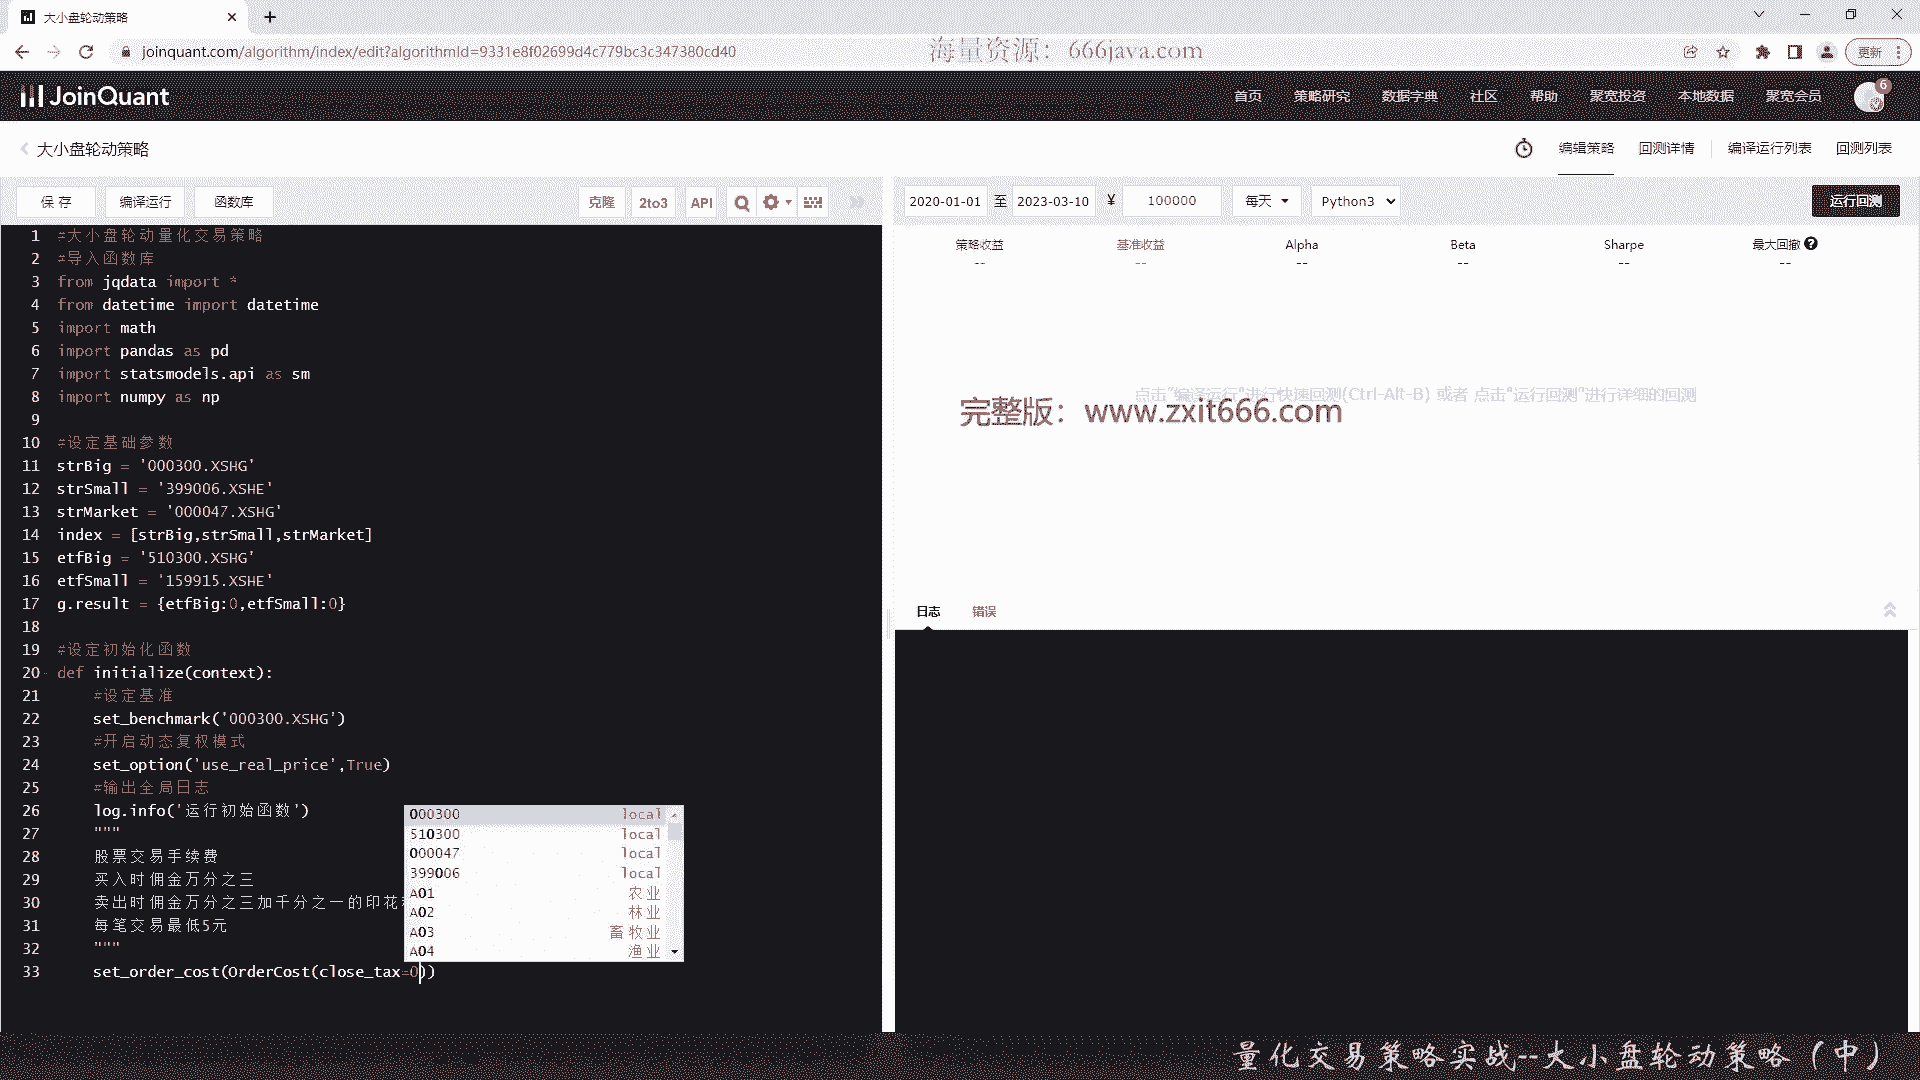 大小盘轮动策略
joinquant.com/algorithm/index/edit?algorithmId=9331e8f02699d4c779bc3c347380cd40
海量资源：666java.com
更新
JoinQuant
首页 策略研究 数据字典 社区 帮助 聚宽投资 本地数据 聚宽会员 6
大小盘轮动策略
编辑策略 回测详情 编译运行列表 回测列表
保存 编译运行 函数库 克隆 2to3 API
2020-01-01 至 2023-03-10 ¥ 100000 每天 Python3 运行回测
策略收益 基准收益 Alpha Beta Sharpe 最大回撤
-- -- -- -- -- --
点击"编译运行"进行快速回测(Ctrl-Alt-B) 或者 点击"运行回测"进行详细的回测
完整版：www.zxit666.com
日志 错误
1 #大小盘轮动量化交易策略
2 #导入函数库
3 from jqdata import *
4 from datetime import datetime
5 import math
6 import pandas as pd
7 import statsmodels.api as sm
8 import numpy as np
9
10 #设定基础参数
11 strBig = '000300.XSHG'
12 strSmall = '399006.XSHE'
13 strMarket = '000047.XSHG'
14 index = [strBig,strSmall,strMarket]
15 etfBig = '510300.XSHG'
16 etfSmall = '159915.XSHE'
17 g.result = {etfBig:0,etfSmall:0}
18
19 #设定初始化函数
20 def initialize(context):
21 #设定基准
22 set_benchmark('000300.XSHG')
23 #开启动态复权模式
24 set_option('use_real_price',True)
25 #输出全局日志
26 log.info('运行初始函数')
27 """
28 股票交易手续费
29 买入时佣金万分之三
30 卖出时佣金万分之三加千分之一的印花
31 每笔交易最低5元
32 """
33 set_order_cost(OrderCost(close_tax=0))
000300 local
510300 local
000047 local
399006 local
A01 农业
A02 林业
A03 畜牧业
A04 渔业
量化交易策略实战--大小盘轮动策略（中）